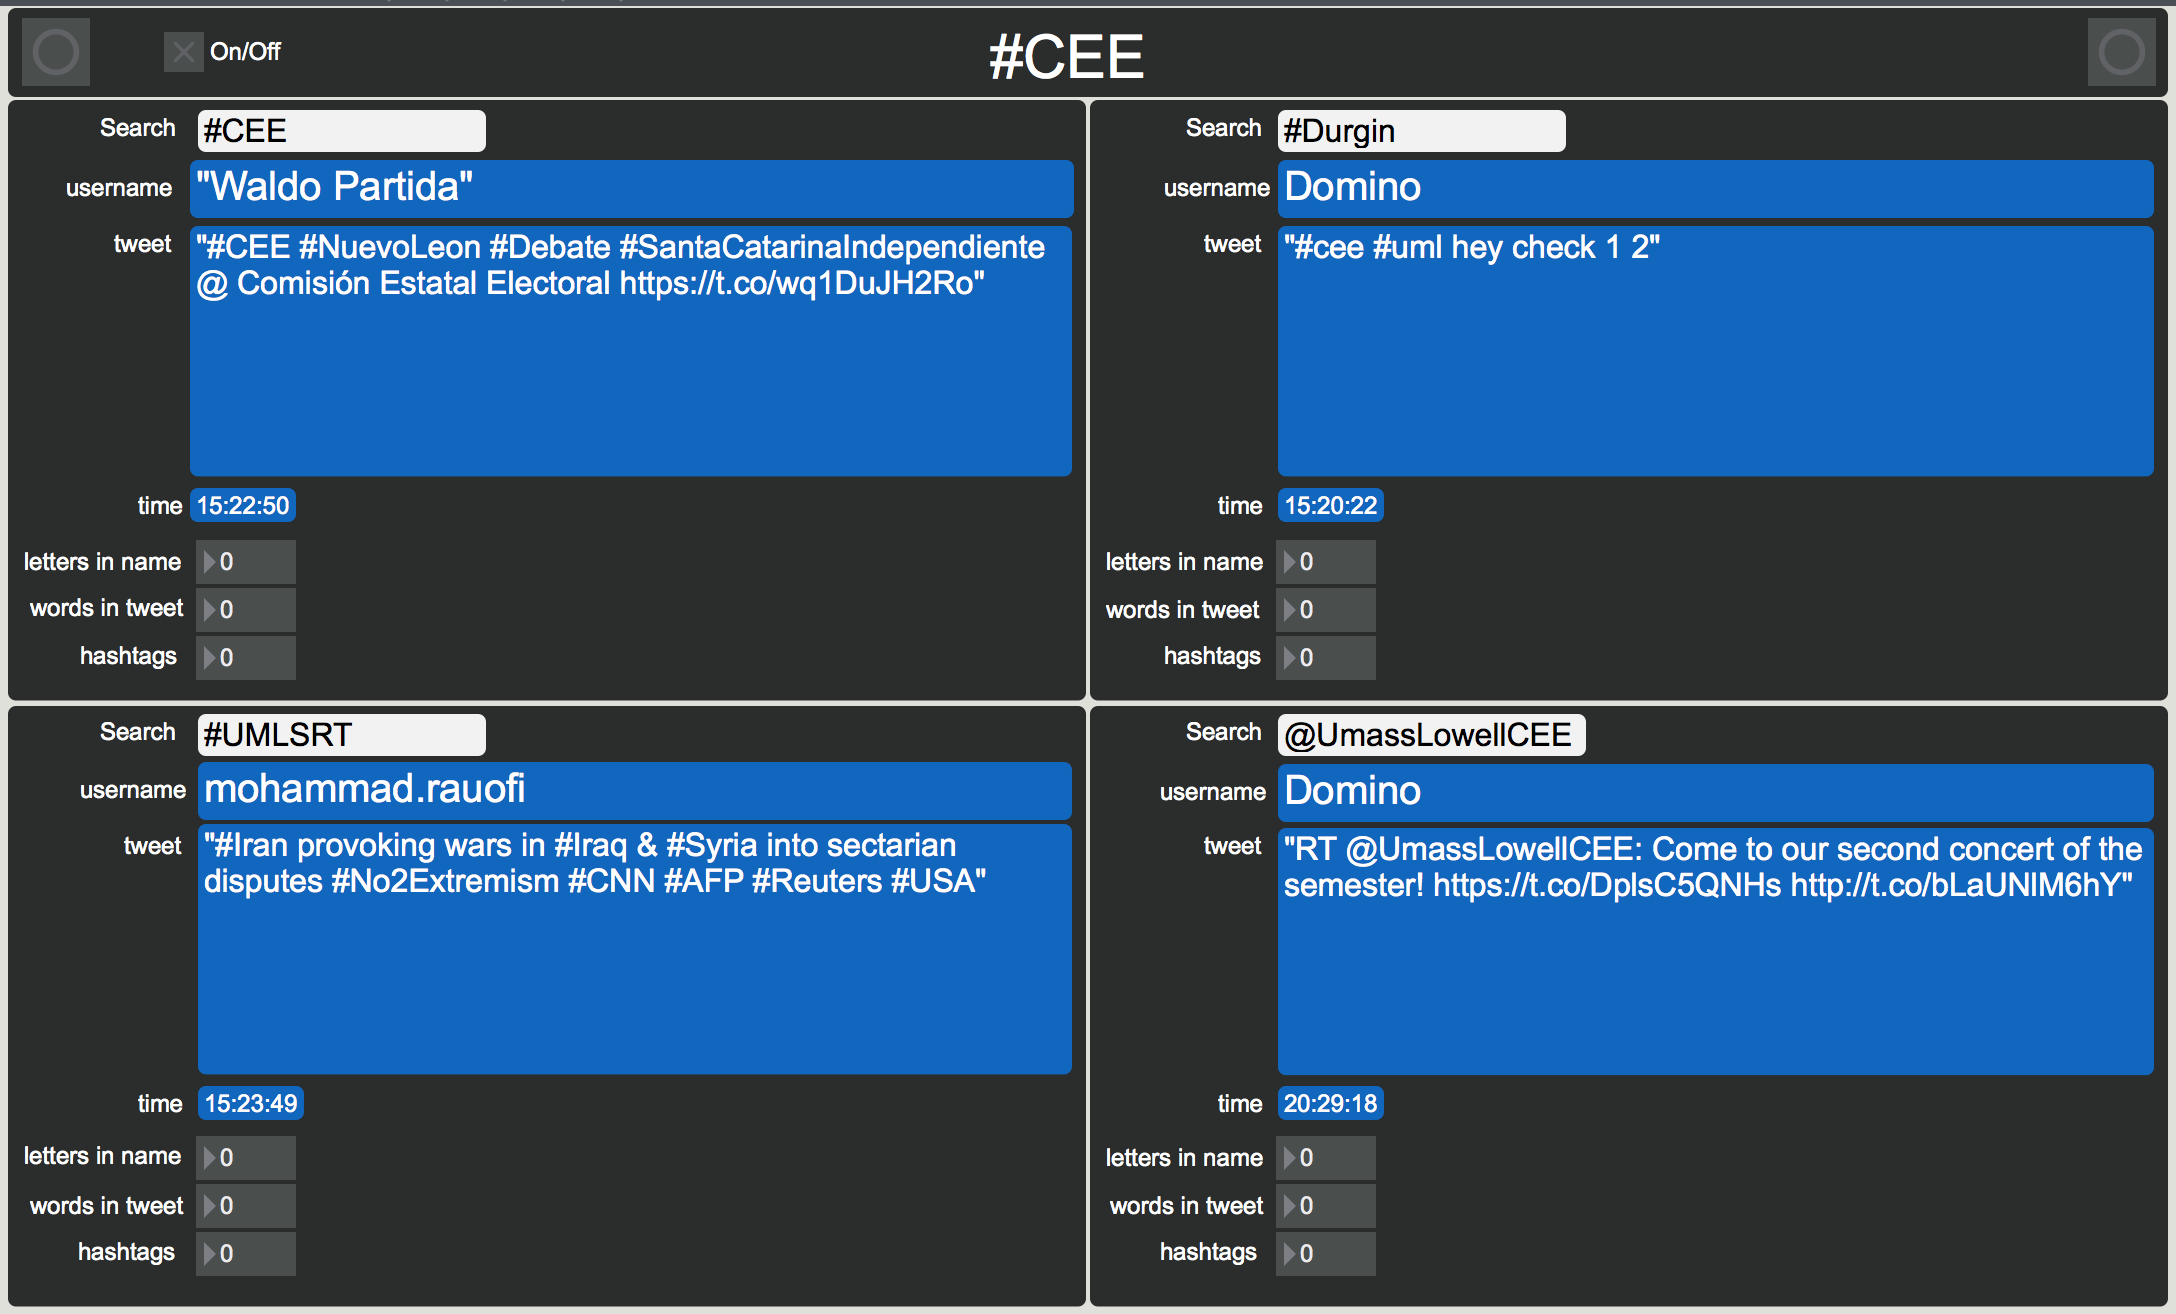 On/Off
#CEE
Search #CEE
username "Waldo Partida"
tweet "#CEE #NuevoLeon #Debate #SantaCatarinaIndependiente
@ Comisión Estatal Electoral https://t.co/wq1DuJH2Ro"
time 15:22:50
letters in name 0
words in tweet 0
hashtags 0
Search #Durgin
username Domino
tweet "#cee #uml hey check 1 2"
time 15:20:22
letters in name 0
words in tweet 0
hashtags 0
Search #UMLSRT
username mohammad.rauofi
tweet "#Iran provoking wars in #Iraq & #Syria into sectarian
disputes #No2Extremism #CNN #AFP #Reuters #USA"
time 15:23:49
letters in name 0
words in tweet 0
hashtags 0
Search @UmassLowellCEE
username Domino
tweet "RT @UmassLowellCEE: Come to our second concert of the
semester! https://t.co/DplsC5QNHs http://t.co/bLaUNlM6hY"
time 20:29:18
letters in name 0
words in tweet 0
hashtags 0